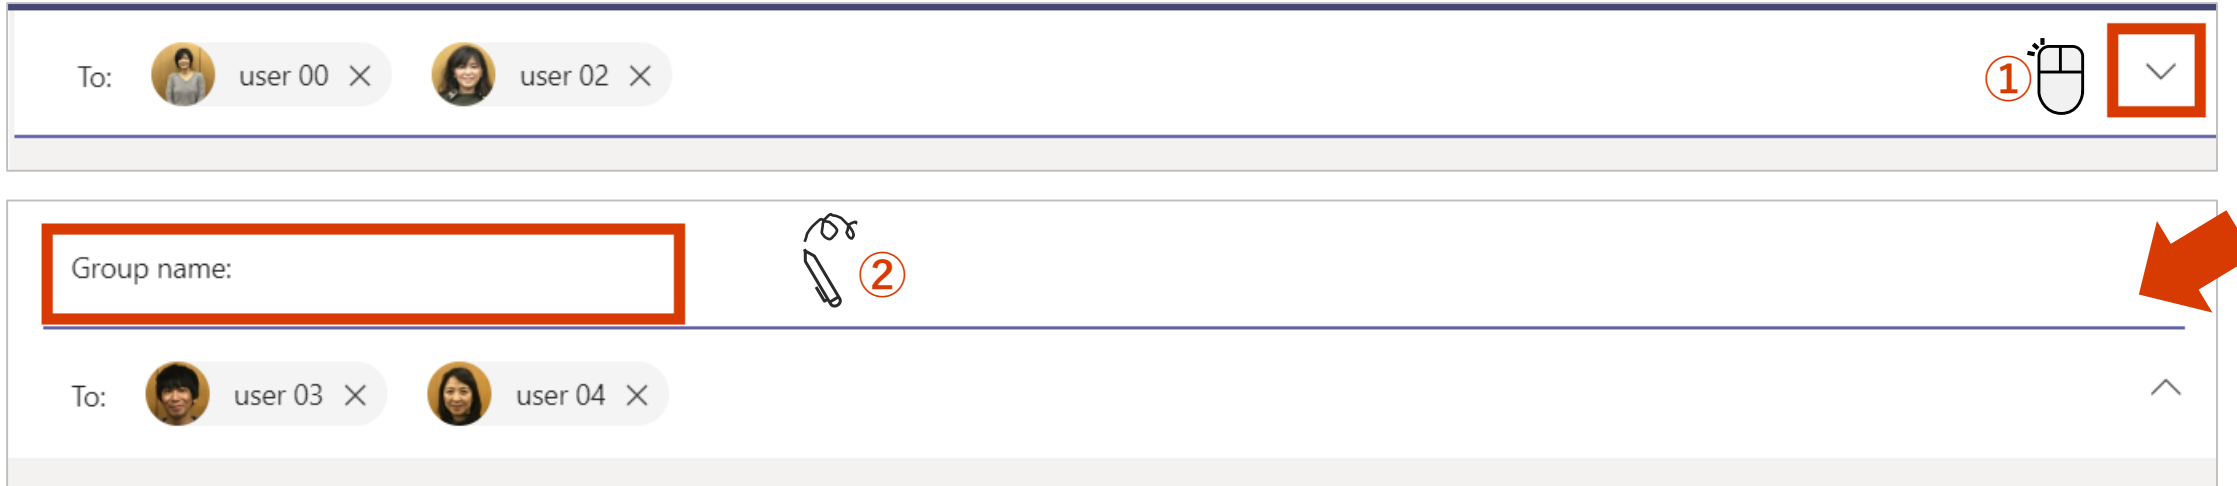 To: user 00 user 02 ①
Group name: ②
To: user 03 user 04